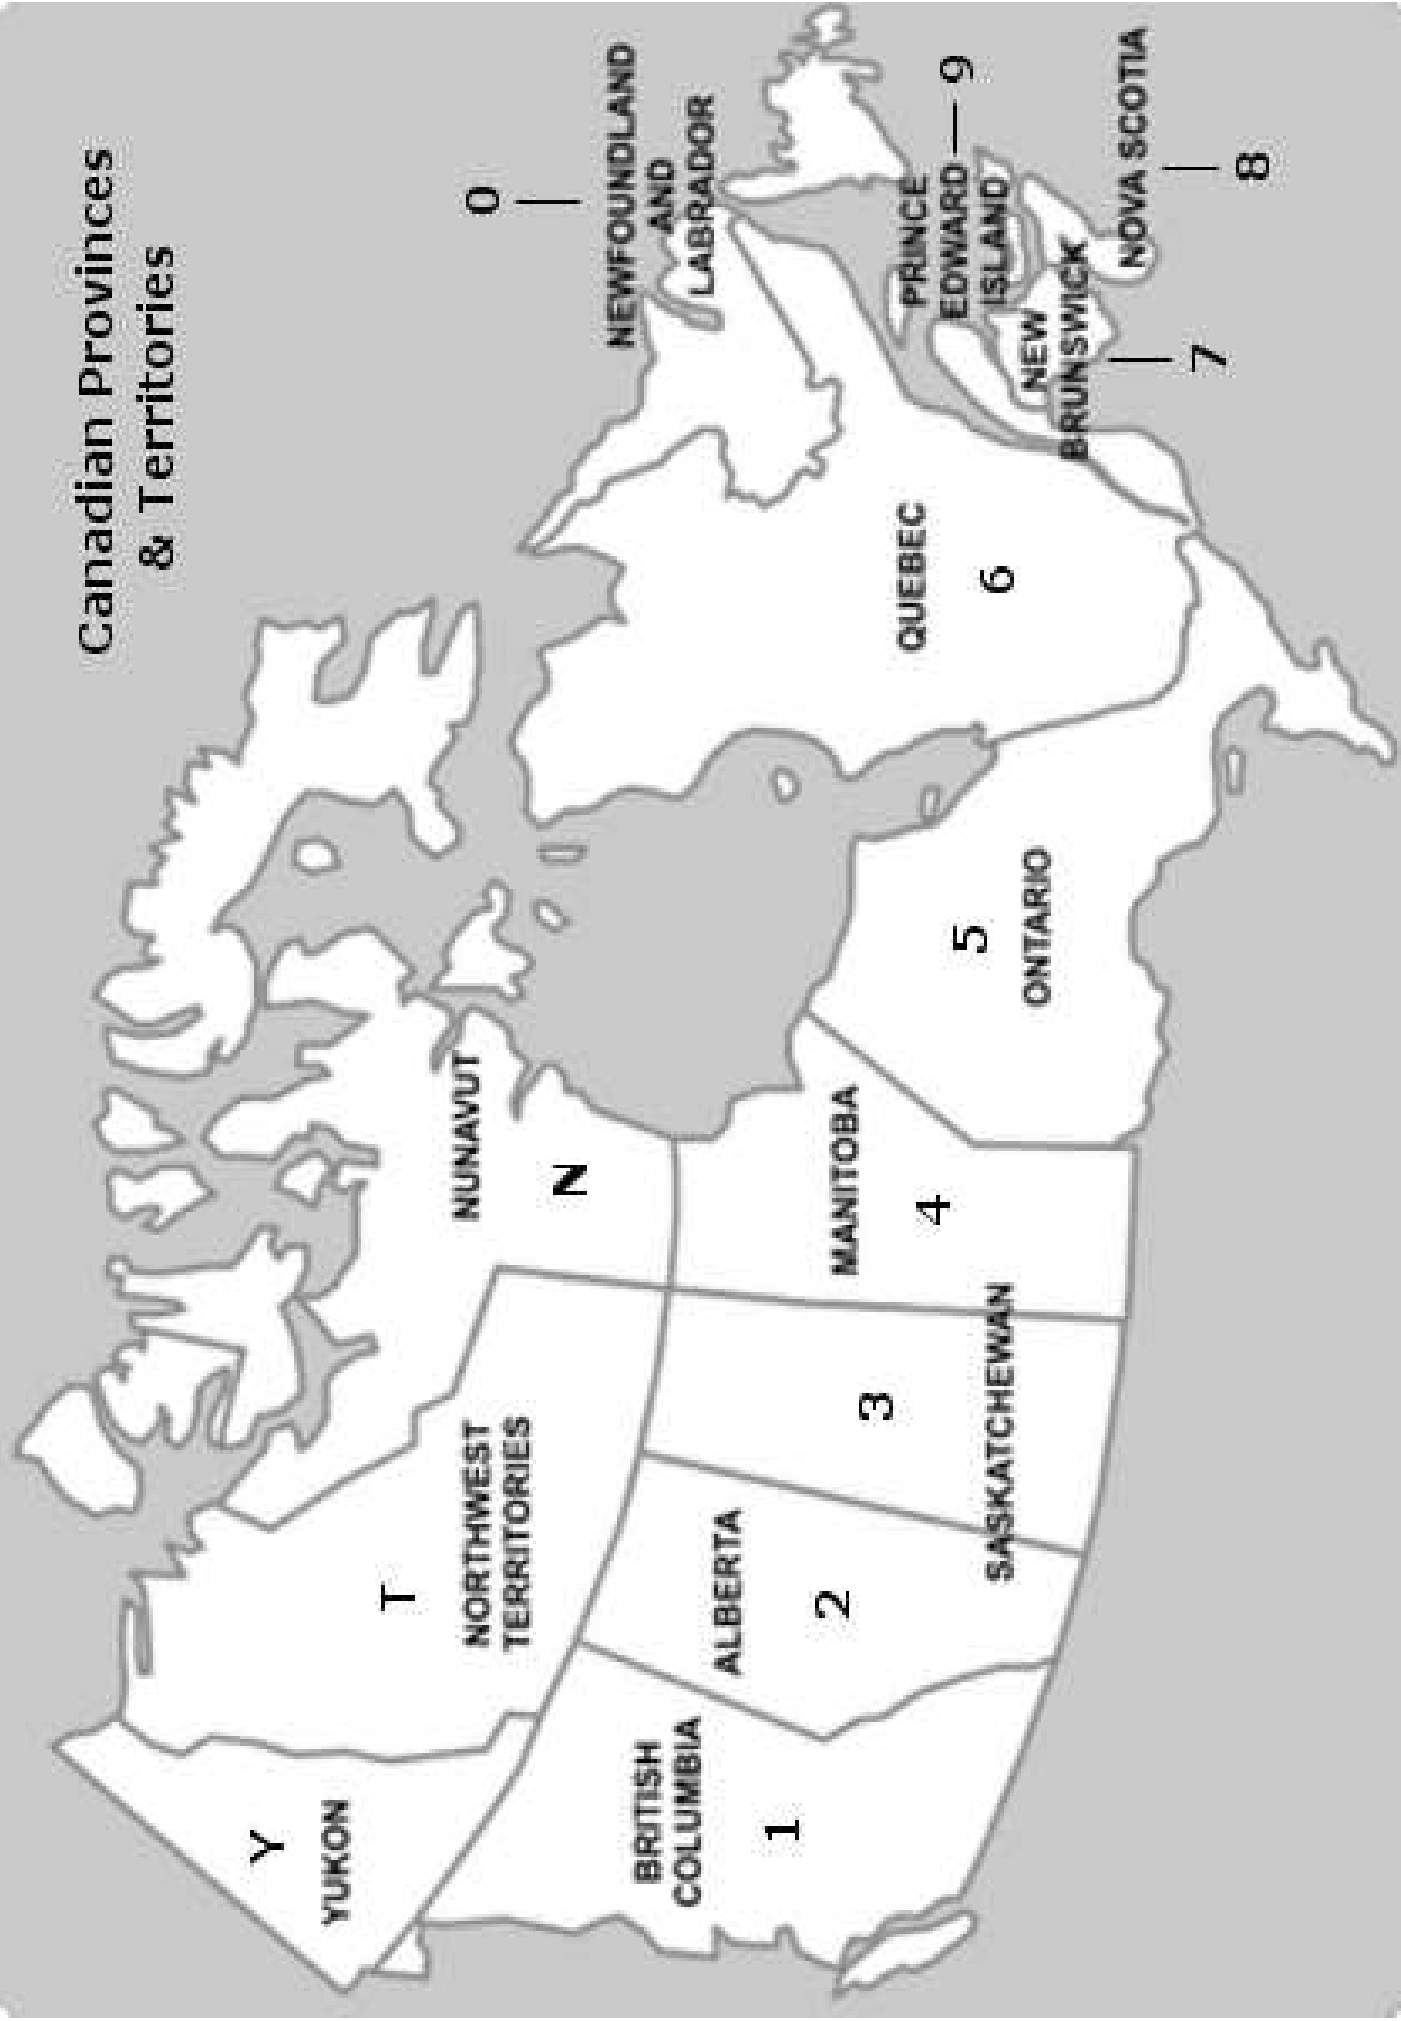 Canadian Provinces
& Territories
Y
YUKON
T
NORTHWEST
TERRITORIES
NUNAVUT
N
BRITISH
COLUMBIA
1
ALBERTA
2
3
SASKATCHEWAN
MANITOBA
4
5
ONTARIO
QUEBEC
6
0
NEWFOUNDLAND
AND
LABRADOR
PRINCE
EDWARD
ISLAND
9
NEW
BRUNSWICK
7
NOVA SCOTIA
8